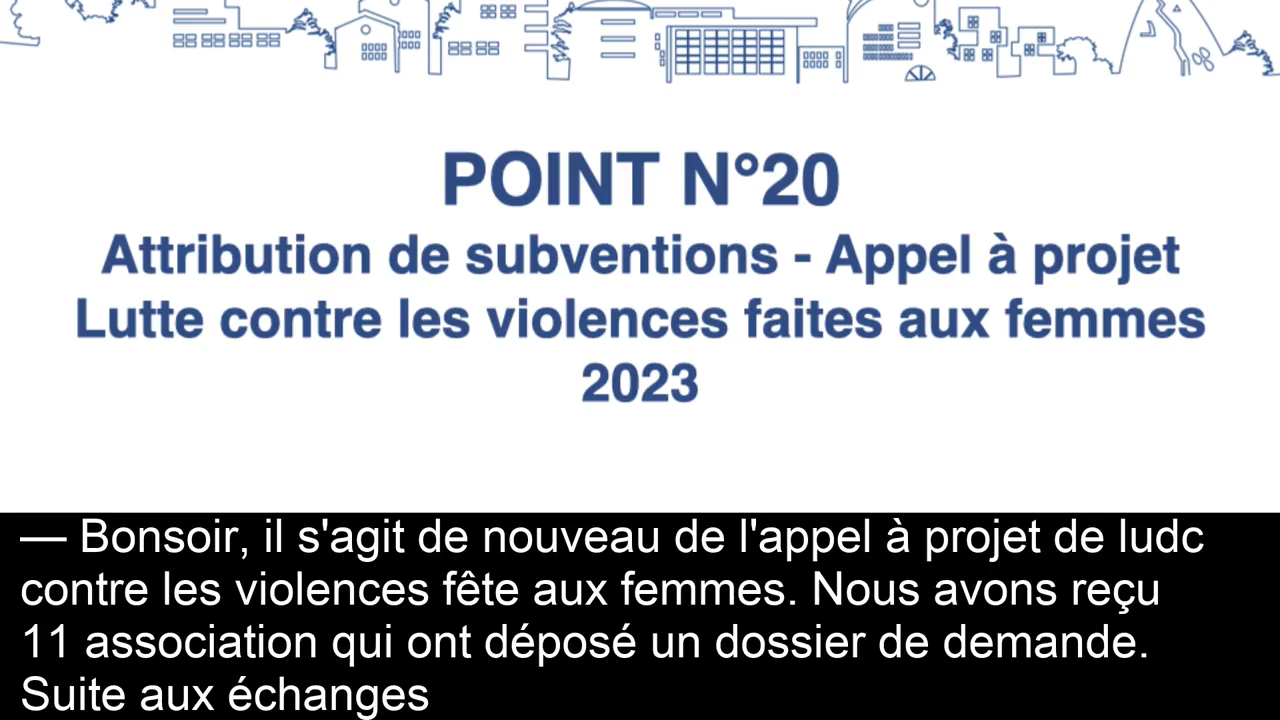 POINT N°20
Attribution de subventions - Appel à projet
Lutte contre les violences faites aux femmes
2023
— Bonsoir, il s'agit de nouveau de l'appel à projet de ludc
contre les violences fête aux femmes. Nous avons reçu
11 association qui ont déposé un dossier de demande.
Suite aux échanges